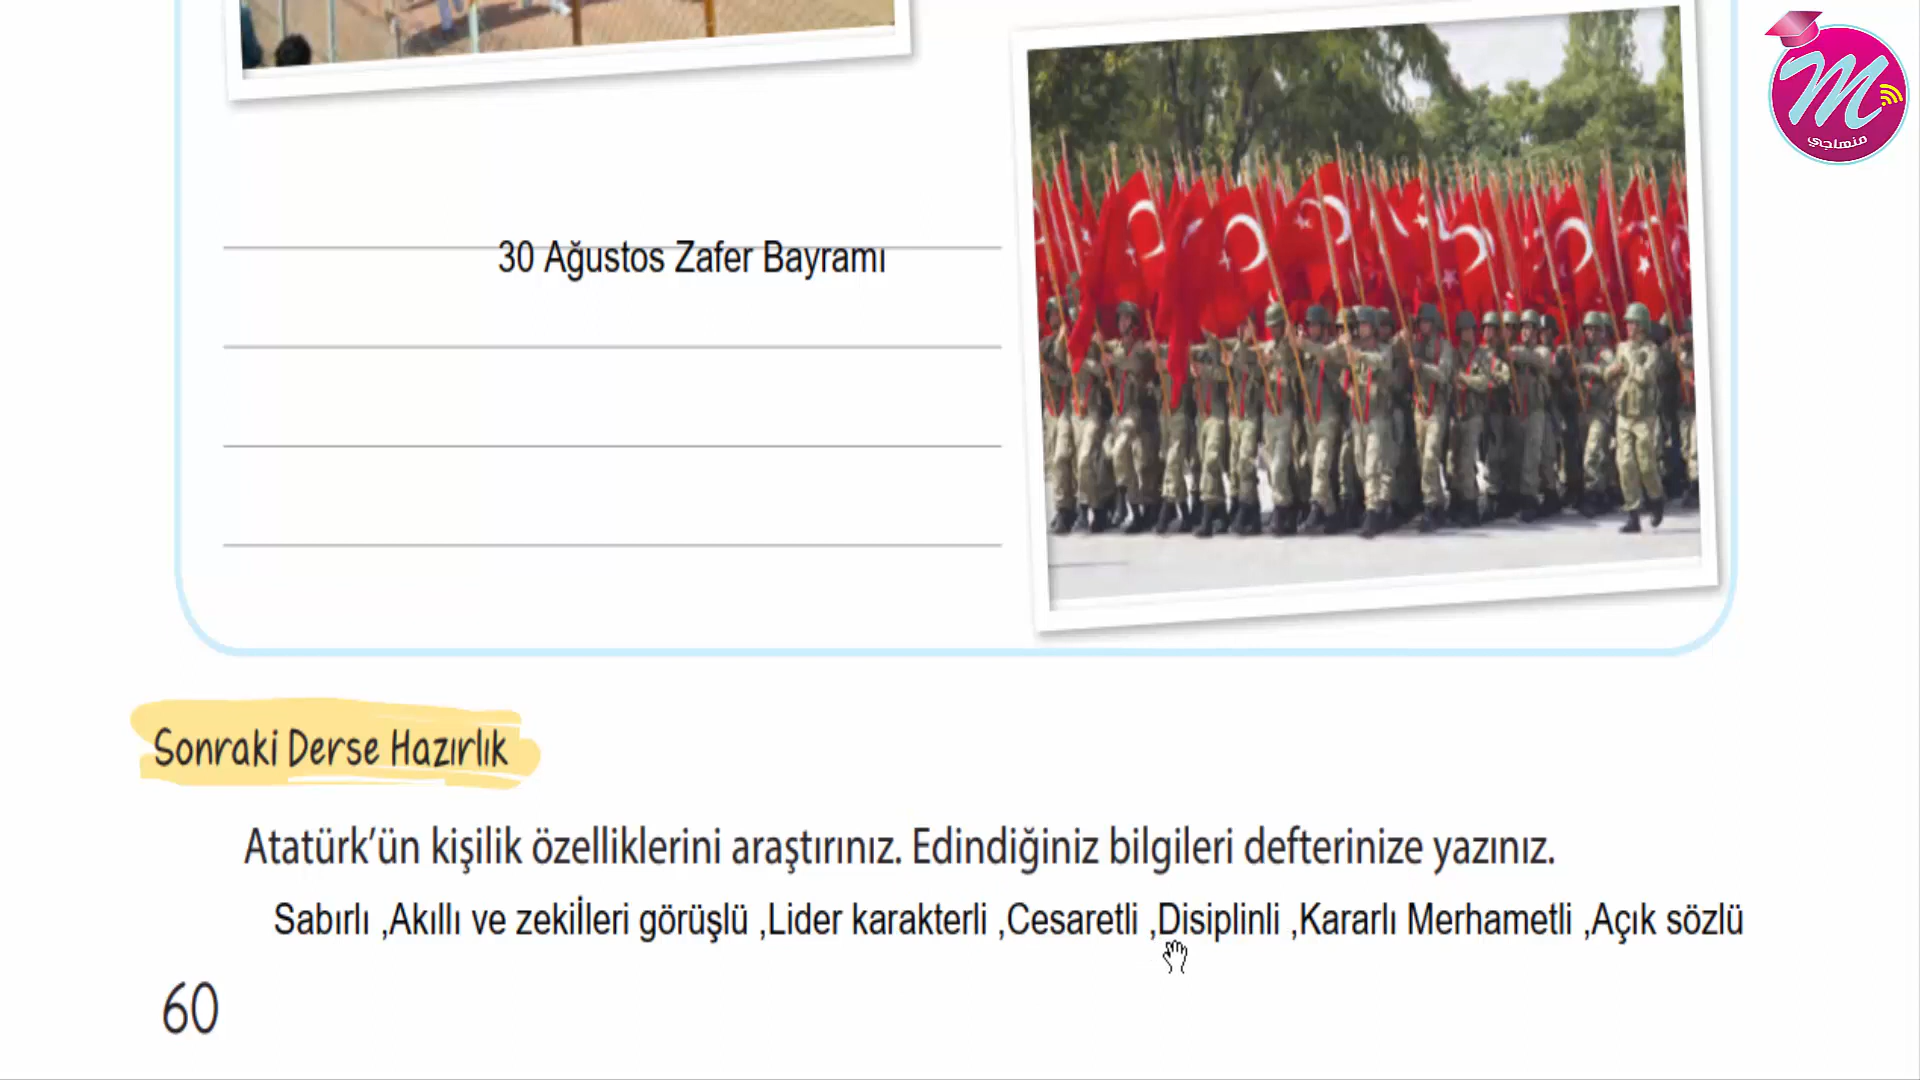 منهاجي
30 Ağustos Zafer Bayramı
Sonraki Derse Hazırlık
Atatürk'ün kişilik özelliklerini araştırınız. Edindiğiniz bilgileri defterinize yazınız.
Sabırlı ,Akıllı ve zekiİleri görüşlü ,Lider karakterli ,Cesaretli ,Disiplinli ,Kararlı Merhametli ,Açık sözlü
60